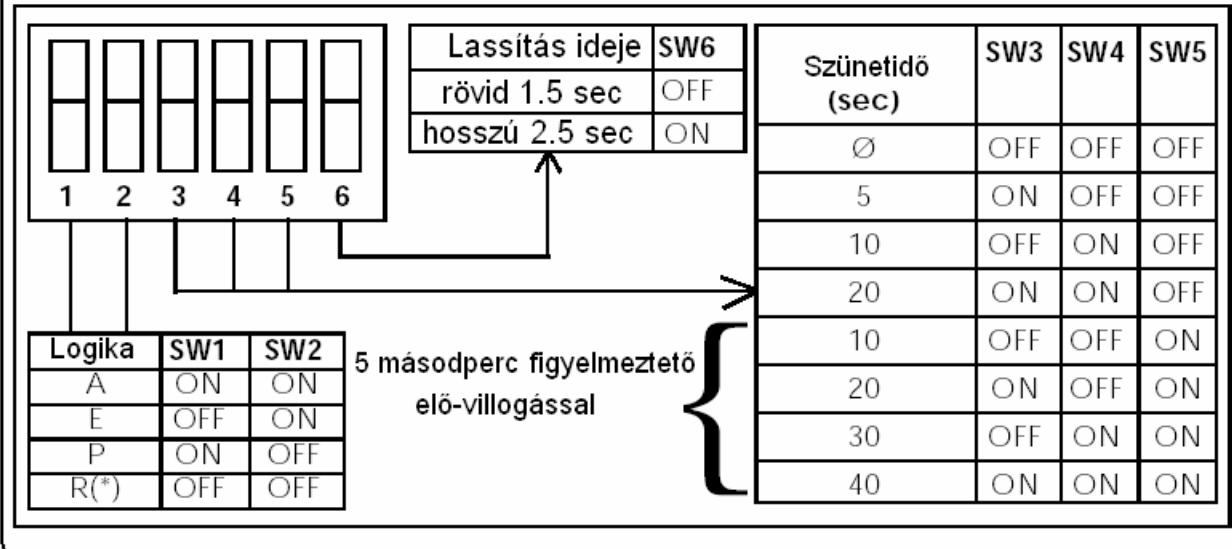 1 2 3 4 5 6
Lassítás ideje SW6
rövid 1.5 sec OFF
hosszú 2.5 sec ON
Szünetidő (sec) SW3 SW4 SW5
Ø OFF OFF OFF
5 ON OFF OFF
10 OFF ON OFF
20 ON ON OFF
10 OFF OFF ON
20 ON OFF ON
30 OFF ON ON
40 ON ON ON
Logika SW1 SW2
A ON ON
E OFF ON
P ON OFF
R(*) OFF OFF
5 másodperc figyelmeztető
elő-villogással